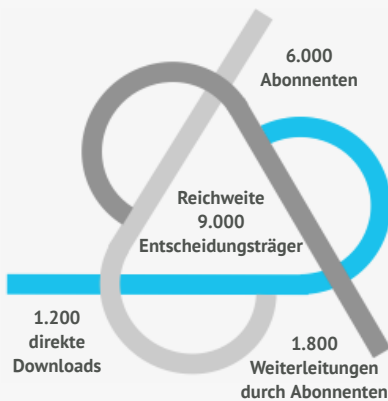 6.000
Abonnenten
Reichweite
9.000
Entscheidungsträger
1.200
direkte
Downloads
1.800
Weiterleitungen
durch Abonnenten